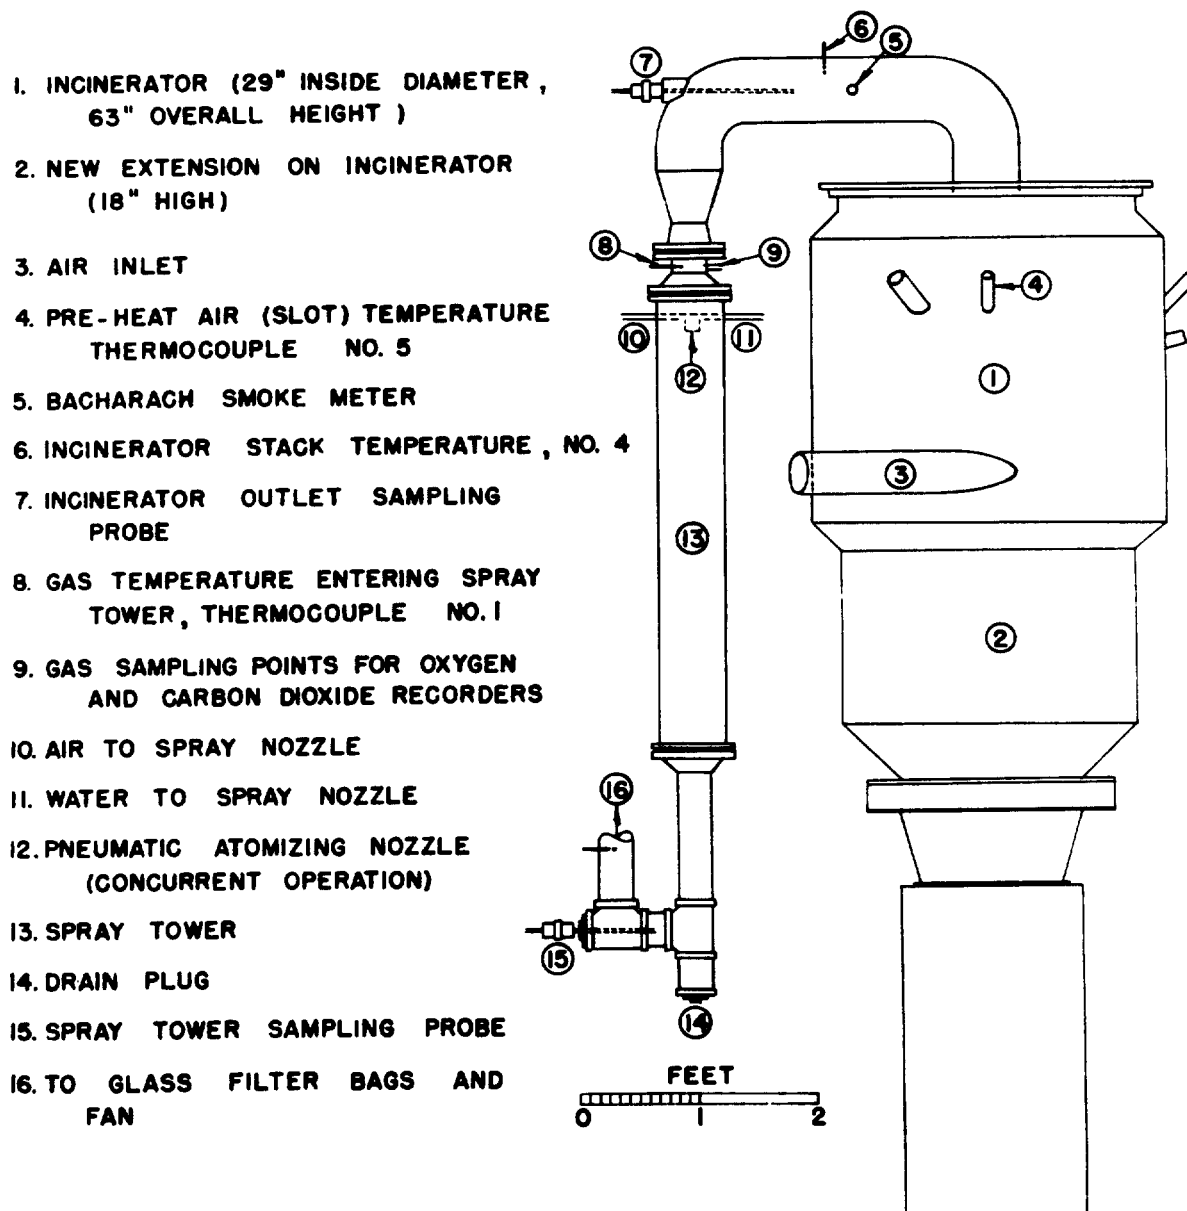 1. INCINERATOR (29" INSIDE DIAMETER,
63" OVERALL HEIGHT )
2. NEW EXTENSION ON INCINERATOR
(18" HIGH)
3. AIR INLET
4. PRE-HEAT AIR (SLOT) TEMPERATURE
THERMOCOUPLE NO. 5
5. BACHARACH SMOKE METER
6. INCINERATOR STACK TEMPERATURE, NO. 4
7. INCINERATOR OUTLET SAMPLING
PROBE
8. GAS TEMPERATURE ENTERING SPRAY
TOWER, THERMOCOUPLE NO. 1
9. GAS SAMPLING POINTS FOR OXYGEN
AND CARBON DIOXIDE RECORDERS
10. AIR TO SPRAY NOZZLE
11. WATER TO SPRAY NOZZLE
12. PNEUMATIC ATOMIZING NOZZLE
(CONCURRENT OPERATION)
13. SPRAY TOWER
14. DRAIN PLUG
15. SPRAY TOWER SAMPLING PROBE
16. TO GLASS FILTER BAGS AND
FAN
6
5
7
8
9
4
10
11
12
1
3
13
2
16
15
14
FEET
0 1 2